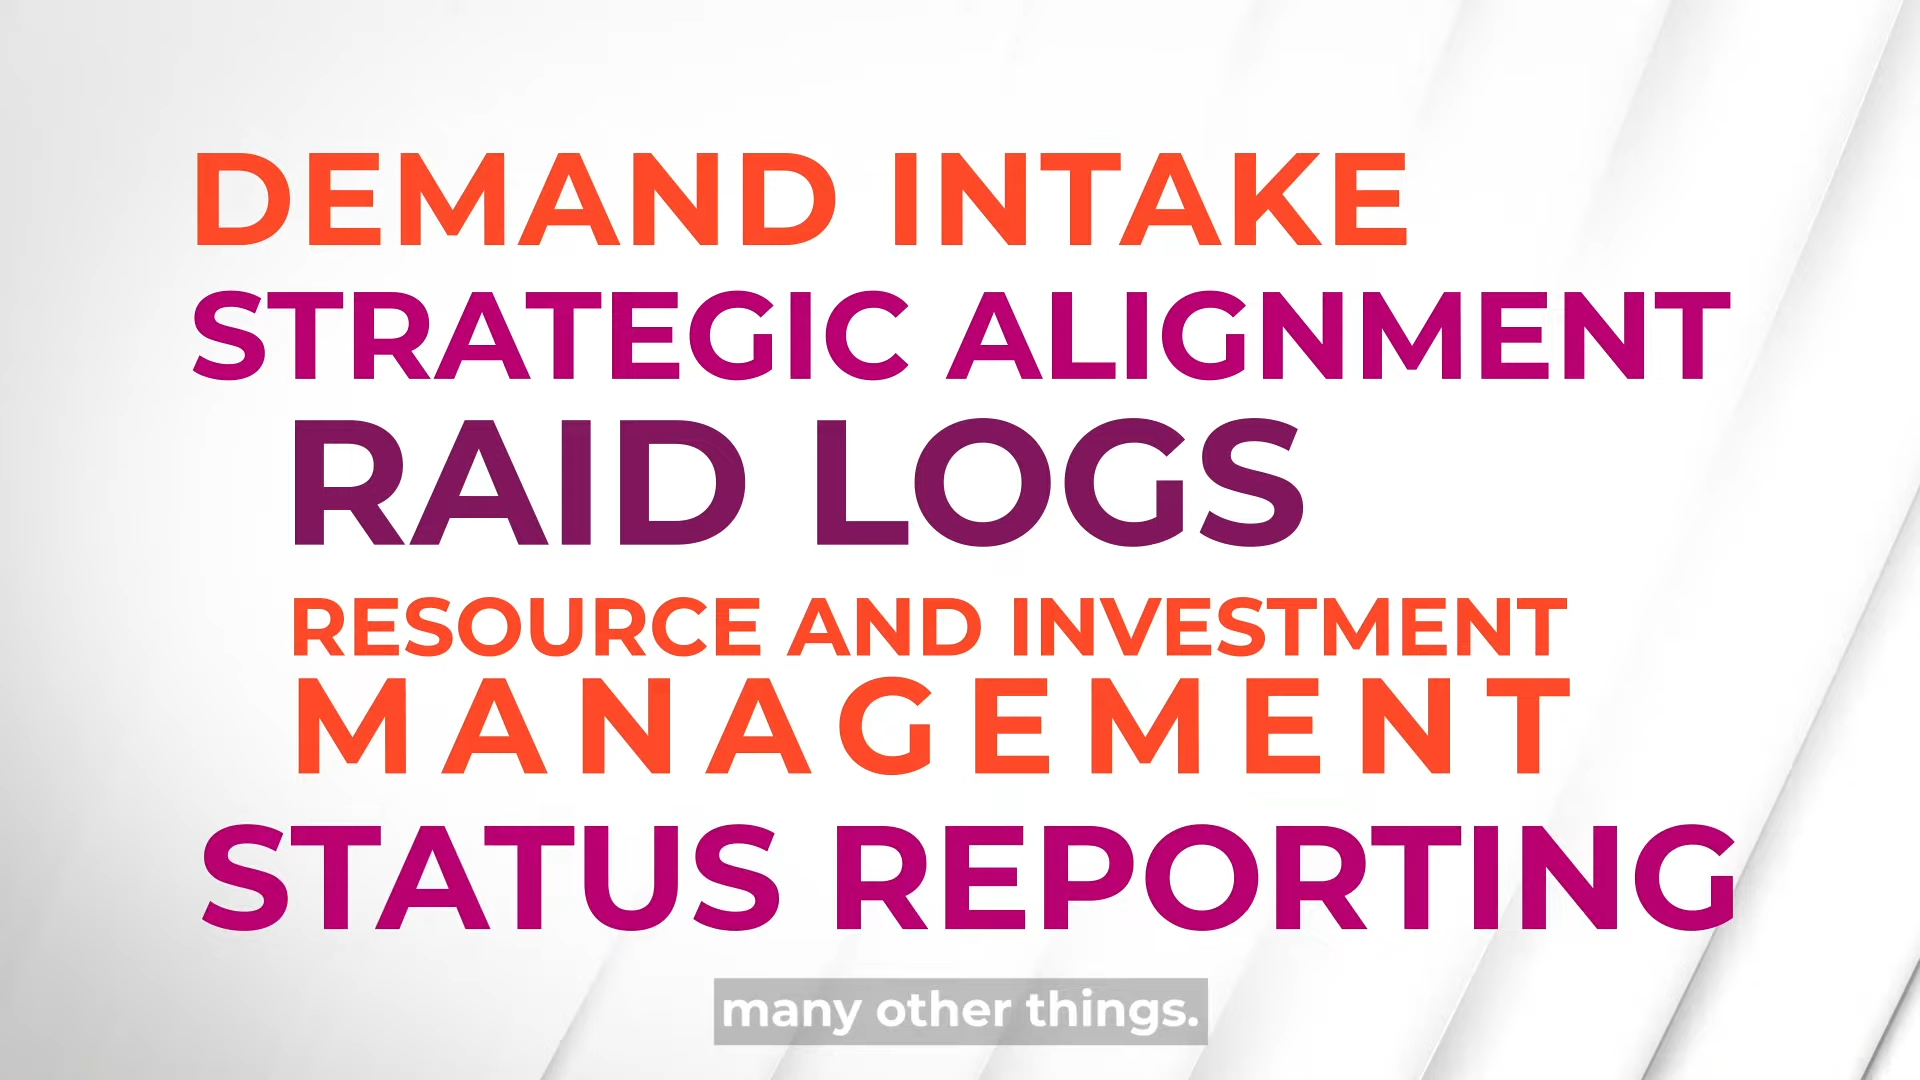 DEMAND INTAKE
STRATEGIC ALIGNMENT
RAID LOGS
RESOURCE AND INVESTMENT
MANAGEMENT
STATUS REPORTING
many other things.